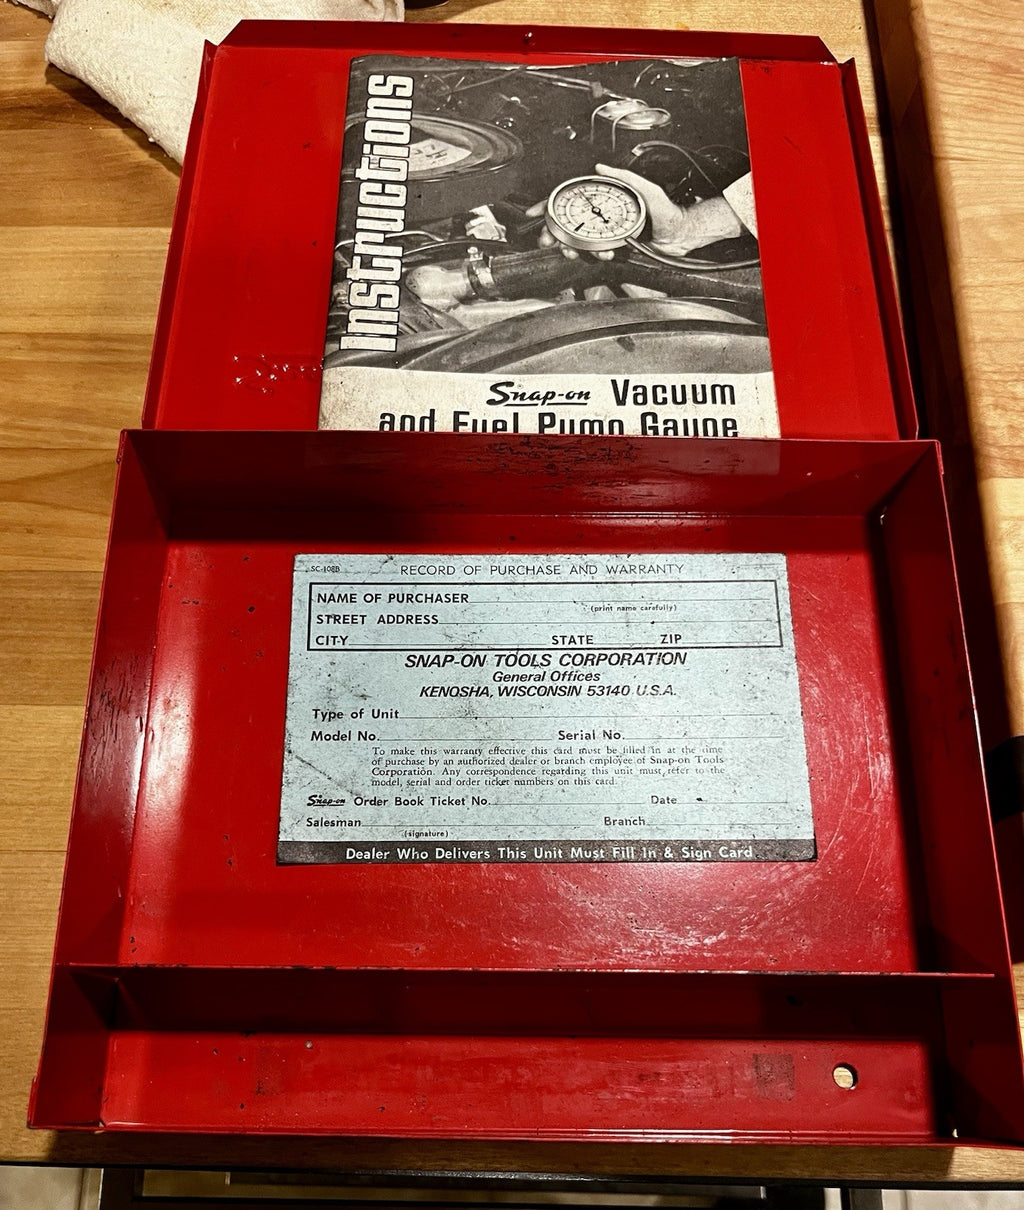 Instructions
Snap-on Vacuum
and Fuel Pump Gauge
SC-108B RECORD OF PURCHASE AND WARRANTY
NAME OF PURCHASER
(print name carefully)
STREET ADDRESS
CITY STATE ZIP
SNAP-ON TOOLS CORPORATION
General Offices
KENOSHA, WISCONSIN 53140 U.S.A.
Type of Unit
Model No. Serial No.
To make this warranty effective this card must be filled in at the time
of purchase by an authorized dealer or branch employee of Snap-on Tools
Corporation. Any correspondence regarding this unit must refer to the
model, serial and order ticket numbers on this card.
Snap-on Order Book Ticket No. Date
Salesman Branch
(signature)
Dealer Who Delivers This Unit Must Fill In & Sign Card